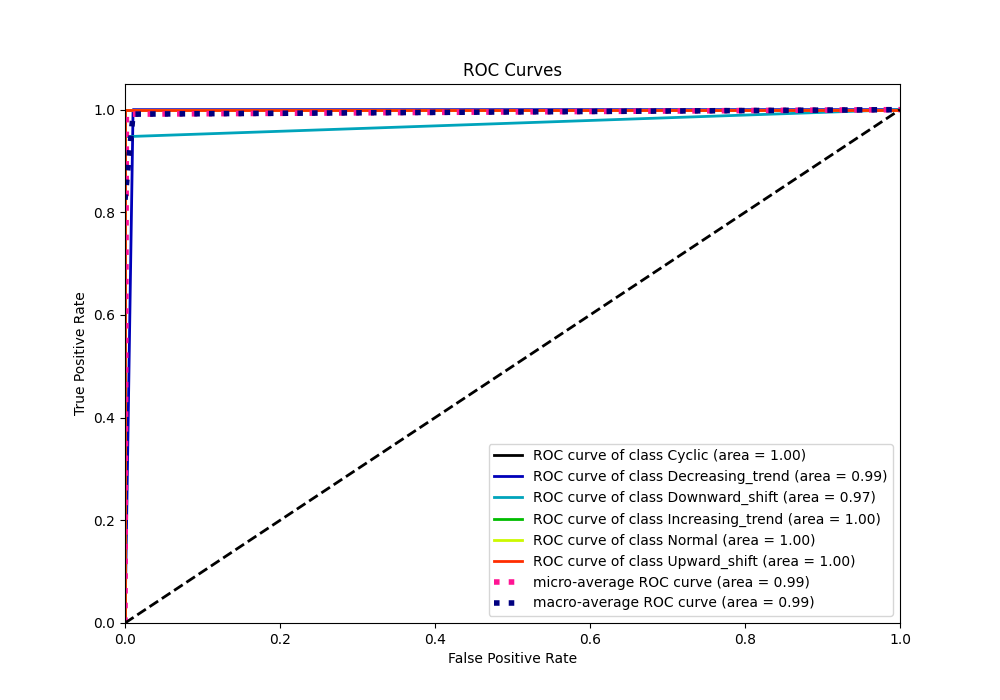 ROC Curves
True Positive Rate
1.0
0.8
0.6
0.4
0.2
0.0
0.0
0.2
0.4
0.6
0.8
1.0
False Positive Rate
ROC curve of class Cyclic (area = 1.00)
ROC curve of class Decreasing_trend (area = 0.99)
ROC curve of class Downward_shift (area = 0.97)
ROC curve of class Increasing_trend (area = 1.00)
ROC curve of class Normal (area = 1.00)
ROC curve of class Upward_shift (area = 1.00)
micro-average ROC curve (area = 0.99)
macro-average ROC curve (area = 0.99)